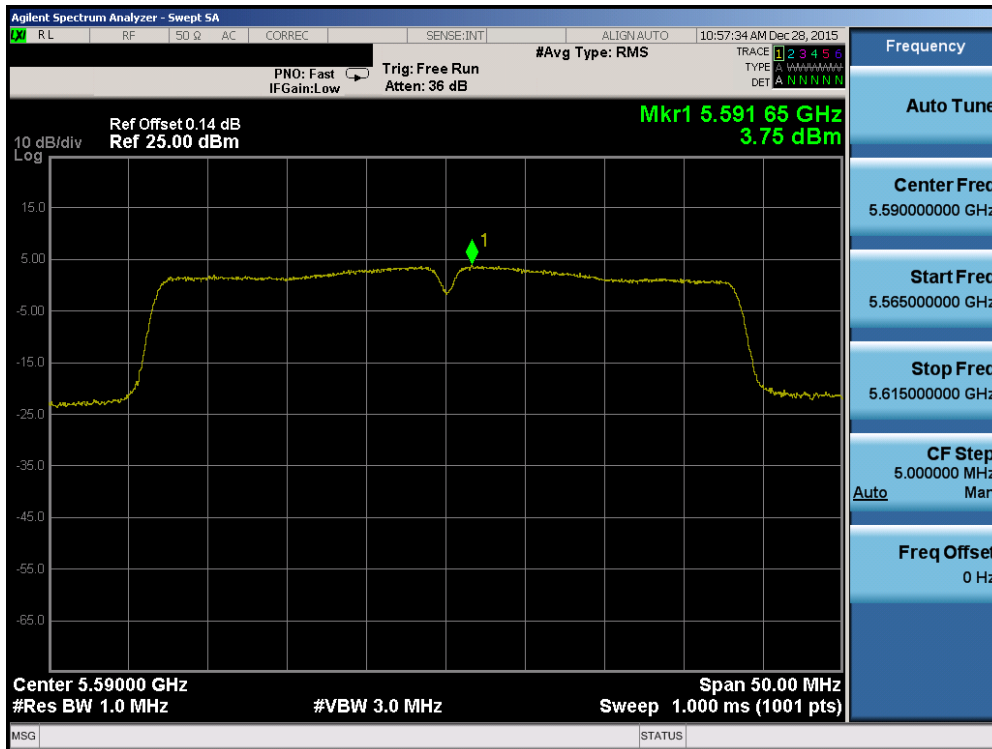 Agilent Spectrum Analyzer - Swept SA
LXI RL RF 50 Ω AC CORREC SENSE:INT ALIGN AUTO 10:57:34 AM Dec 28, 2015
#Avg Type: RMS
TRACE 1 2 3 4 5 6
TYPE A WWWWW
DET A N N N N N
PNO: Fast
IFGain:Low
Trig: Free Run
Atten: 36 dB
Mkr1 5.591 65 GHz
3.75 dBm
Ref Offset 0.14 dB
10 dB/div Ref 25.00 dBm
Log
15.0
5.00
-5.00
-15.0
-25.0
-35.0
-45.0
-55.0
-65.0
1
Center 5.59000 GHz Span 50.00 MHz
#Res BW 1.0 MHz #VBW 3.0 MHz Sweep 1.000 ms (1001 pts)
MSG STATUS
Frequency
Auto Tune
Center Freq
5.590000000 GHz
Start Freq
5.565000000 GHz
Stop Freq
5.615000000 GHz
CF Step
5.000000 MHz
Auto Man
Freq Offset
0 Hz